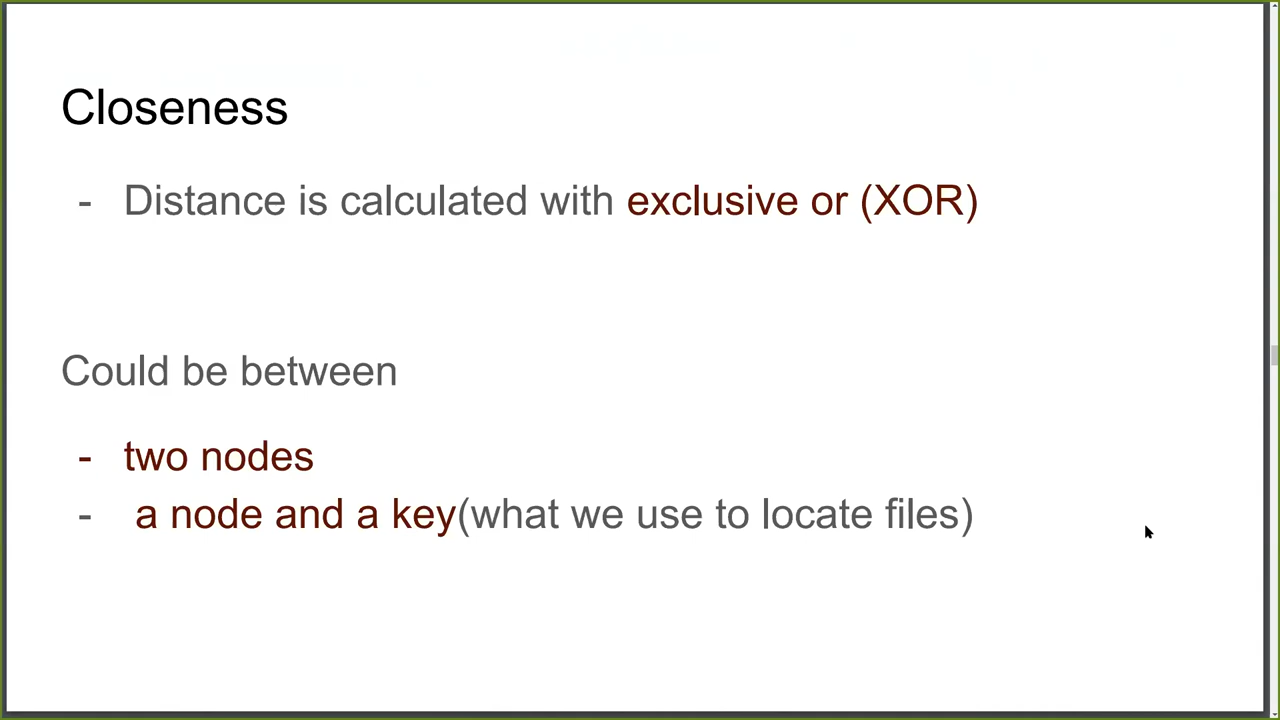 Closeness
- Distance is calculated with exclusive or (XOR)
Could be between
- two nodes
- a node and a key(what we use to locate files)